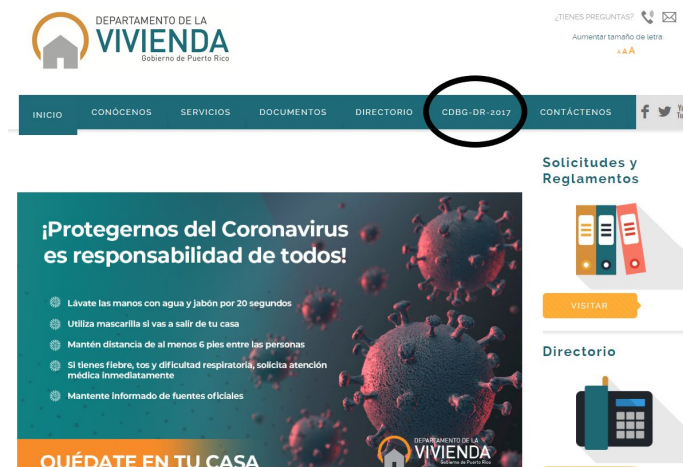 DEPARTAMENTO DE LA
VIVIENDA
Gobierno de Puerto Rico
¿TIENES PREGUNTAS?
Aumentar tamaño de letra
A A A
INICIO
CONÓCENOS
SERVICIOS
DOCUMENTOS
DIRECTORIO
CDBG-DR-2017
CONTÁCTENOS
Solicitudes y
Reglamentos
VISITAR
Directorio
¡Protegernos del Coronavirus
es responsabilidad de todos!
Lávate las manos con agua y jabón por 20 segundos
Utiliza mascarilla si vas a salir de tu casa
Mantén distancia de al menos 6 pies entre las personas
Si tienes fiebre, tos y dificultad respiratoria, solicita atención
médica inmediatamente
Mantente informado de fuentes oficiales
QUÉDATE EN TU CASA
DEPARTAMENTO DE LA
VIVIENDA
Gobierno de Puerto Rico